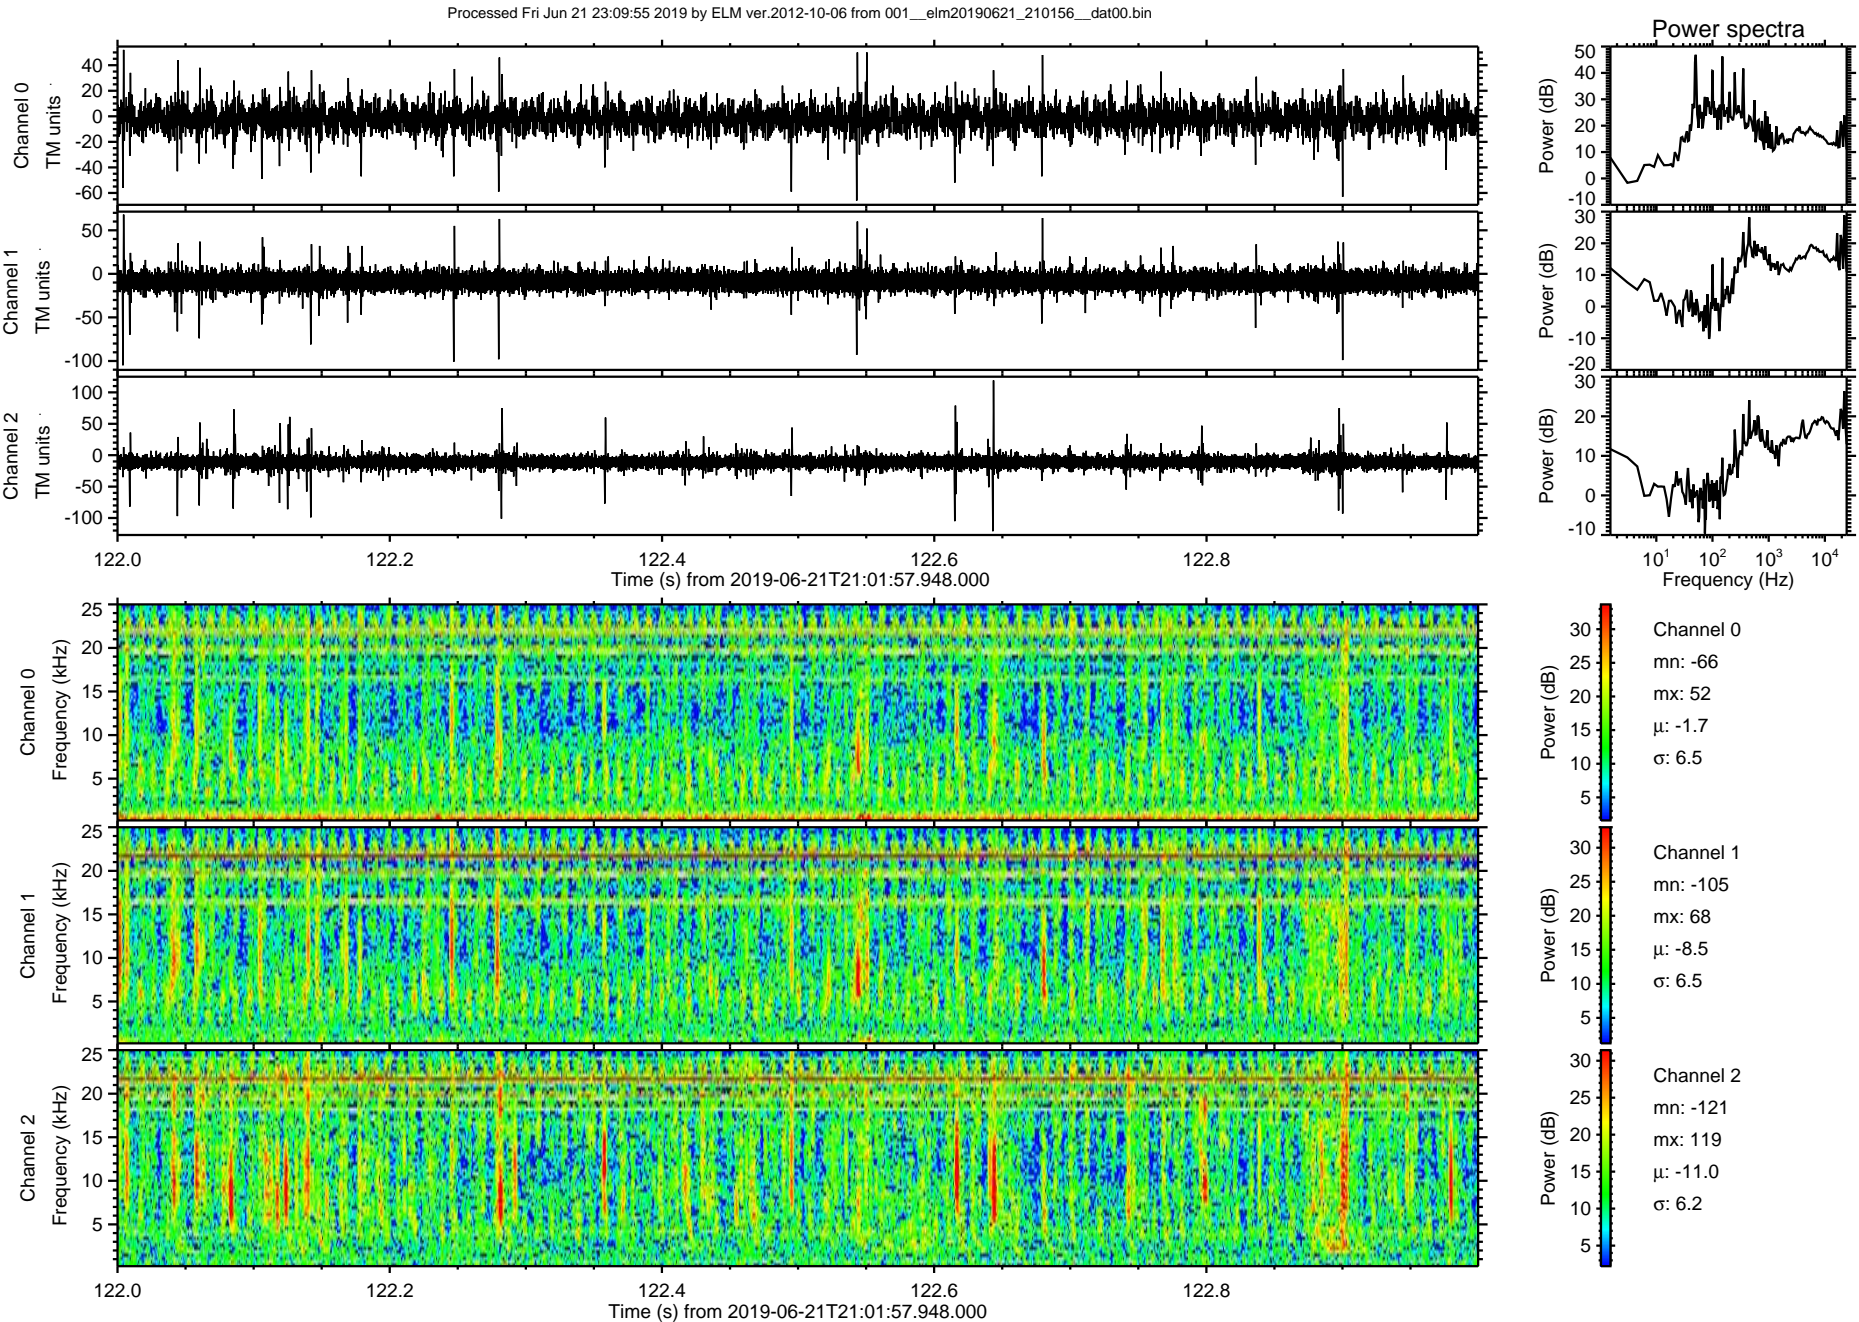 Processed Fri Jun 21 23:09:55 2019 by ELM ver.2012-10-06 from 001__elm20190621_210156__dat00.bin
Power spectra
Channel 0
TM units
40
20
0
-20
-40
-60
Power (dB)
50
40
30
20
10
0
-10
Channel 1
TM units
50
0
-50
-100
Power (dB)
30
20
10
0
-10
-20
Channel 2
TM units
100
50
0
-50
-100
Power (dB)
30
20
10
0
-10
122.0 122.2 122.4 122.6 122.8
Time (s) from 2019-06-21T21:01:57.948.000
10¹ 10² 10³ 10⁴
Frequency (Hz)
Channel 0
Frequency (kHz)
25
20
15
10
5
Power (dB)
30
25
20
15
10
5
Channel 0
mn: -66
mx: 52
μ: -1.7
σ: 6.5
Channel 1
Frequency (kHz)
25
20
15
10
5
Power (dB)
30
25
20
15
10
5
Channel 1
mn: -105
mx: 68
μ: -8.5
σ: 6.5
Channel 2
Frequency (kHz)
25
20
15
10
5
Power (dB)
30
25
20
15
10
5
Channel 2
mn: -121
mx: 119
μ: -11.0
σ: 6.2
122.0 122.2 122.4 122.6 122.8
Time (s) from 2019-06-21T21:01:57.948.000